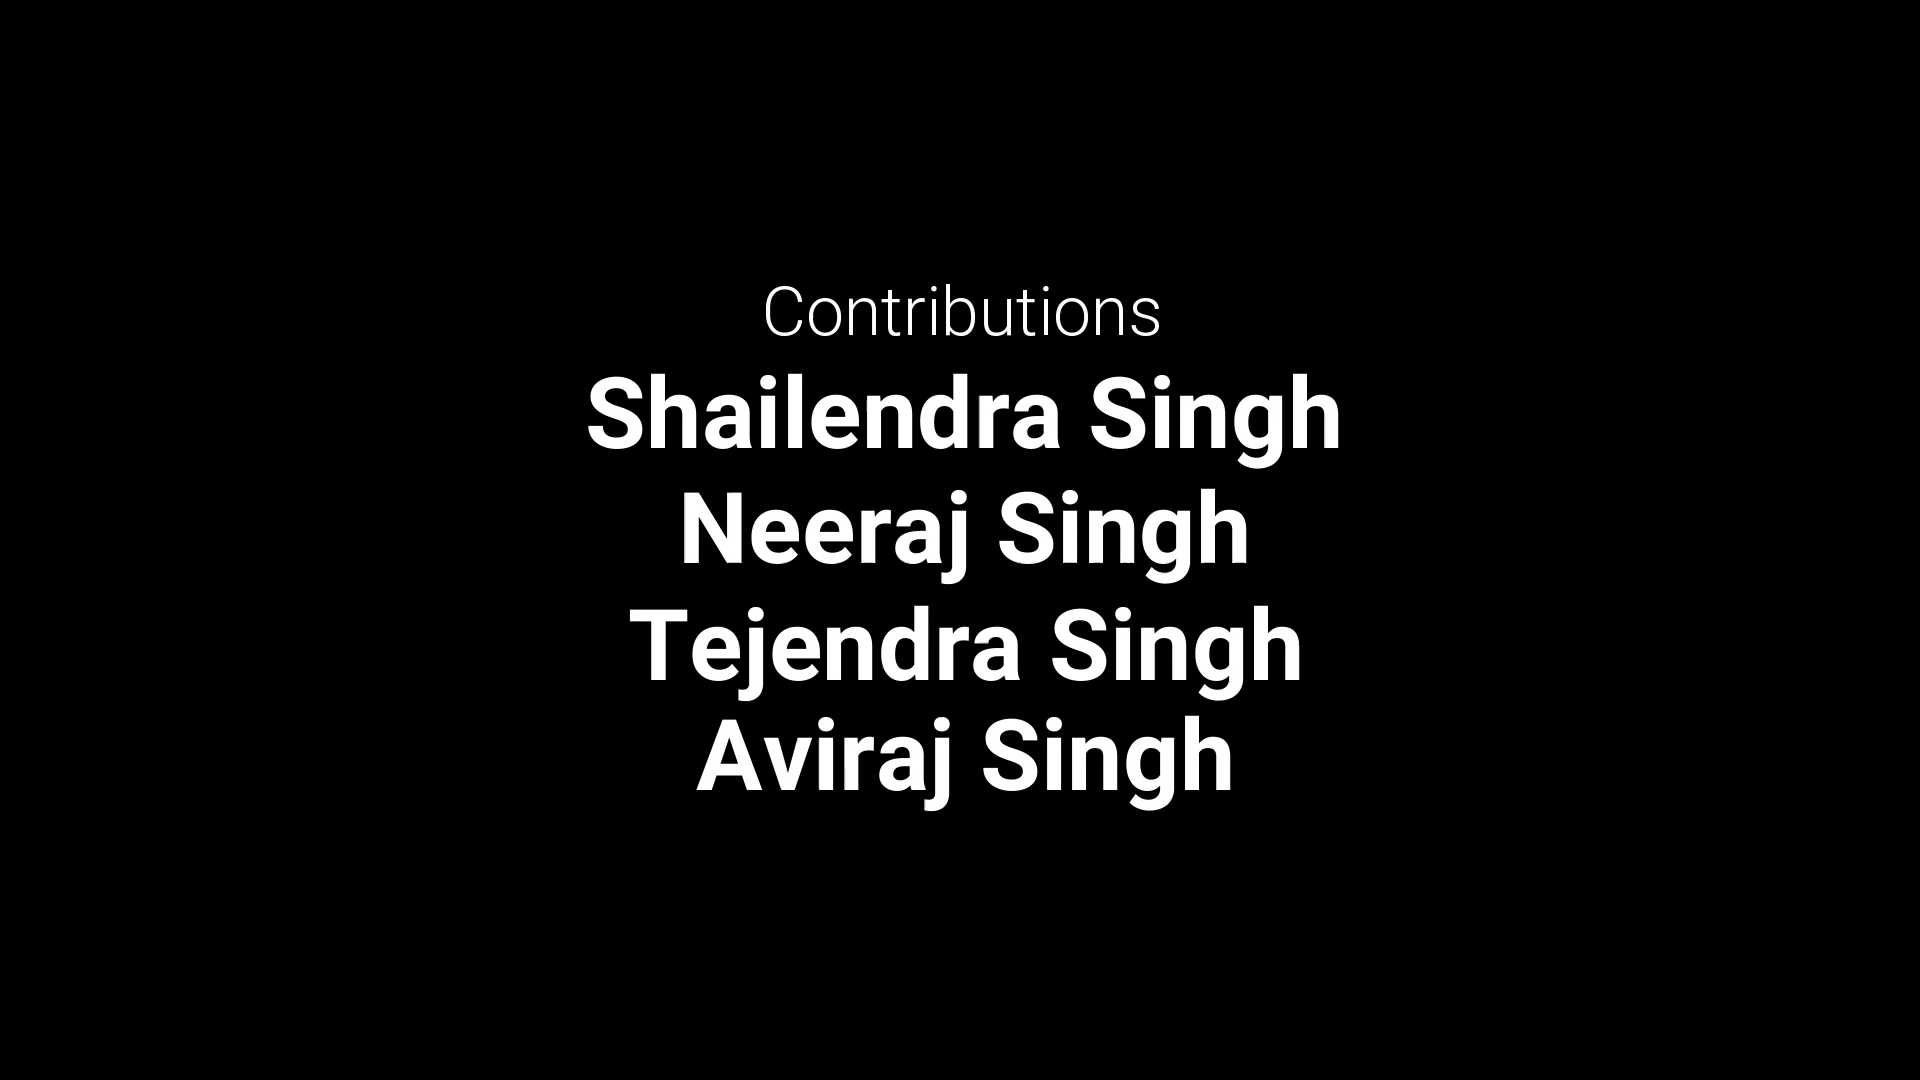 Contributions
Shailendra Singh
Neeraj Singh
Tejendra Singh
Aviraj Singh